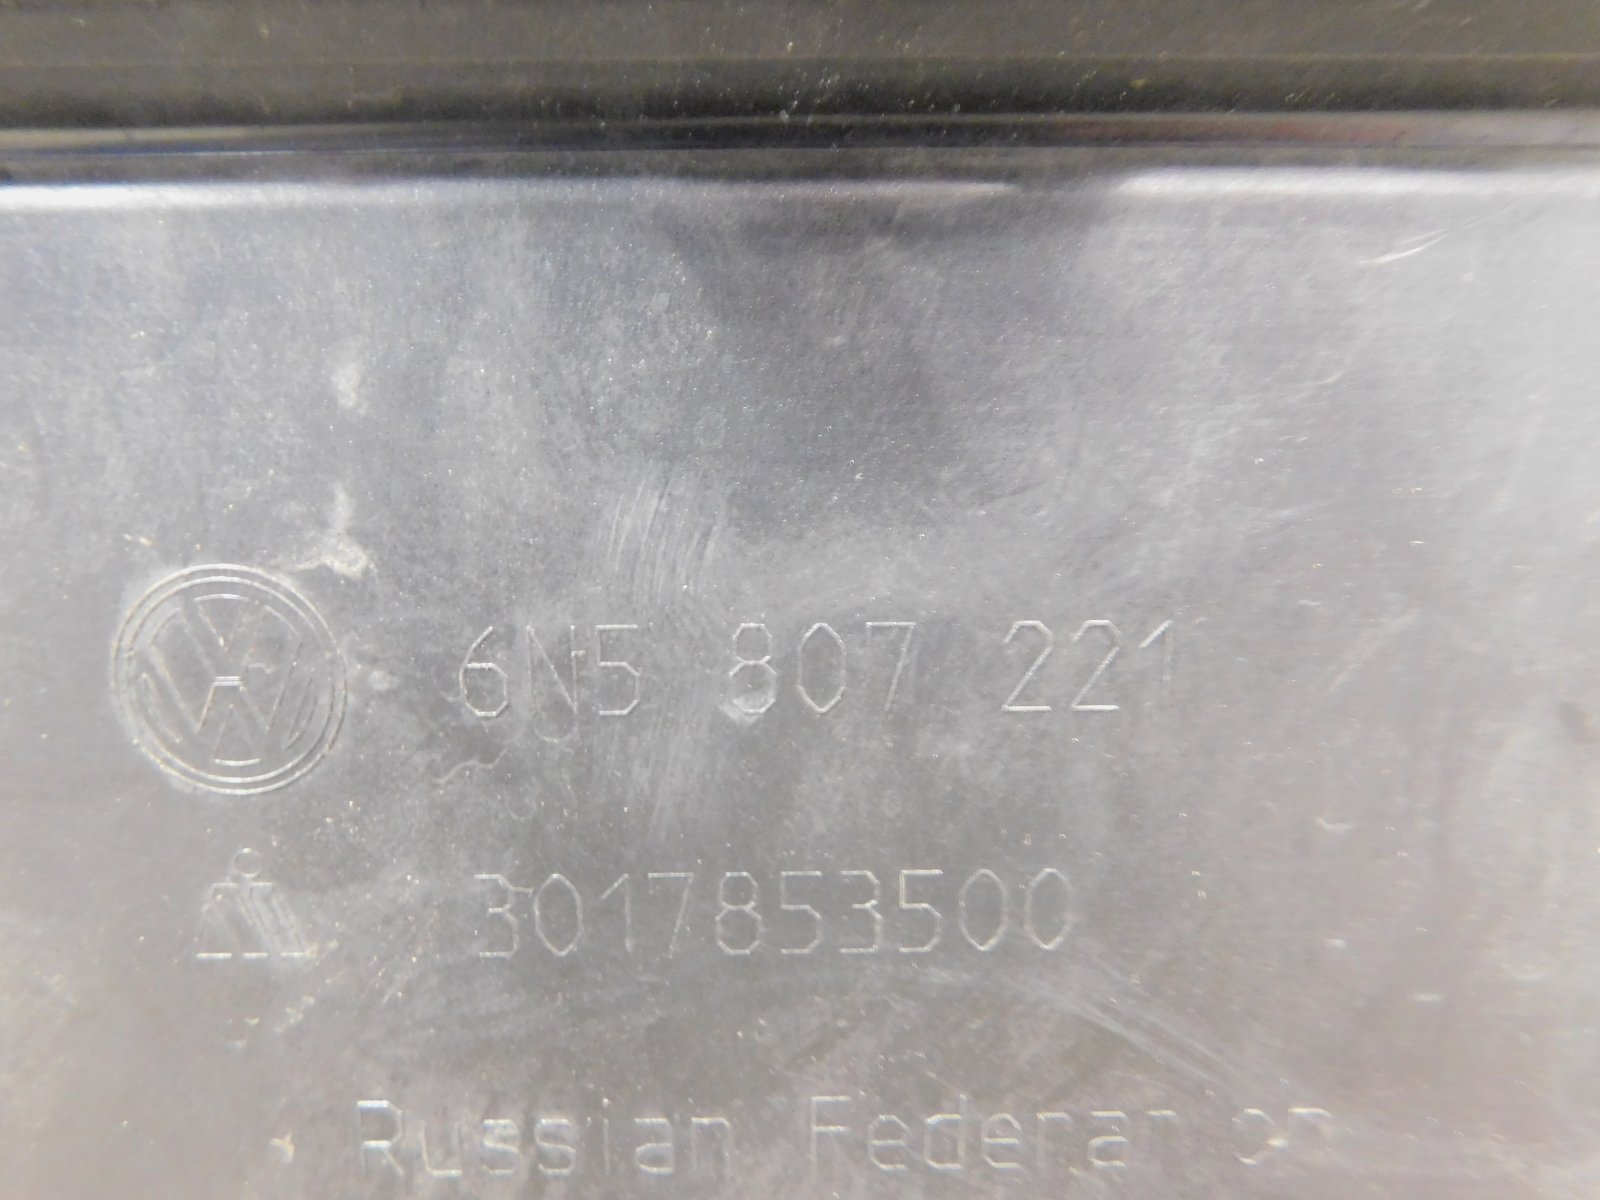 6N5 807 221
3017853500
Russian Federation